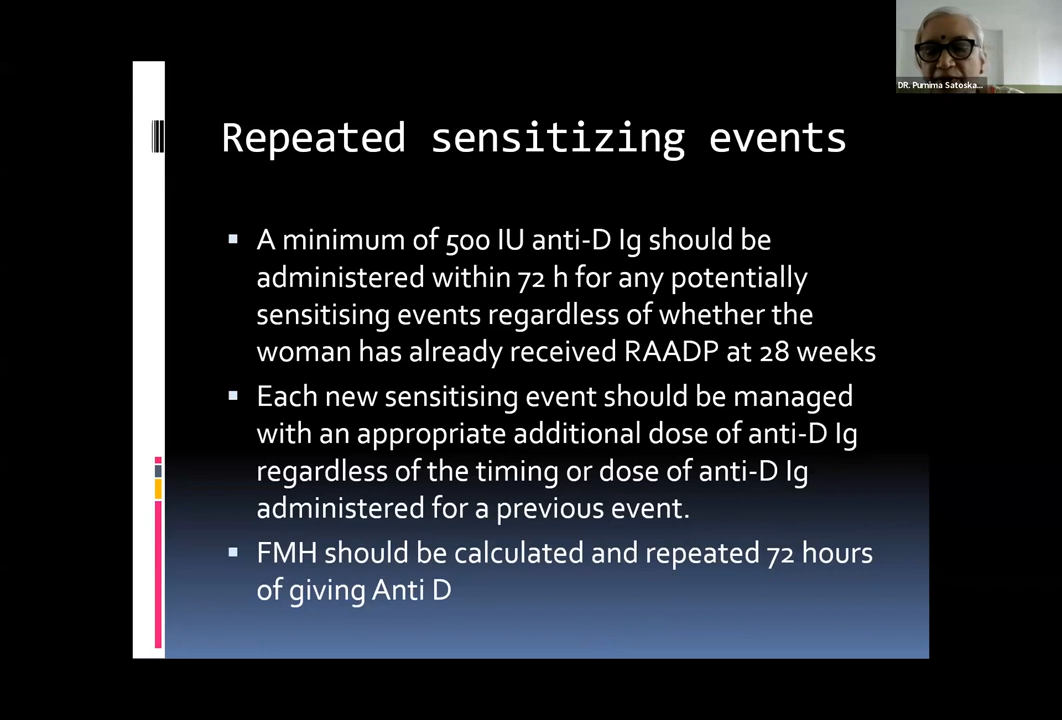 DR. Purnima Satoska...
Repeated sensitizing events
A minimum of 500 IU anti-D Ig should be
administered within 72 h for any potentially
sensitising events regardless of whether the
woman has already received RAADP at 28 weeks
Each new sensitising event should be managed
with an appropriate additional dose of anti-D Ig
regardless of the timing or dose of anti-D Ig
administered for a previous event.
FMH should be calculated and repeated 72 hours
of giving Anti D